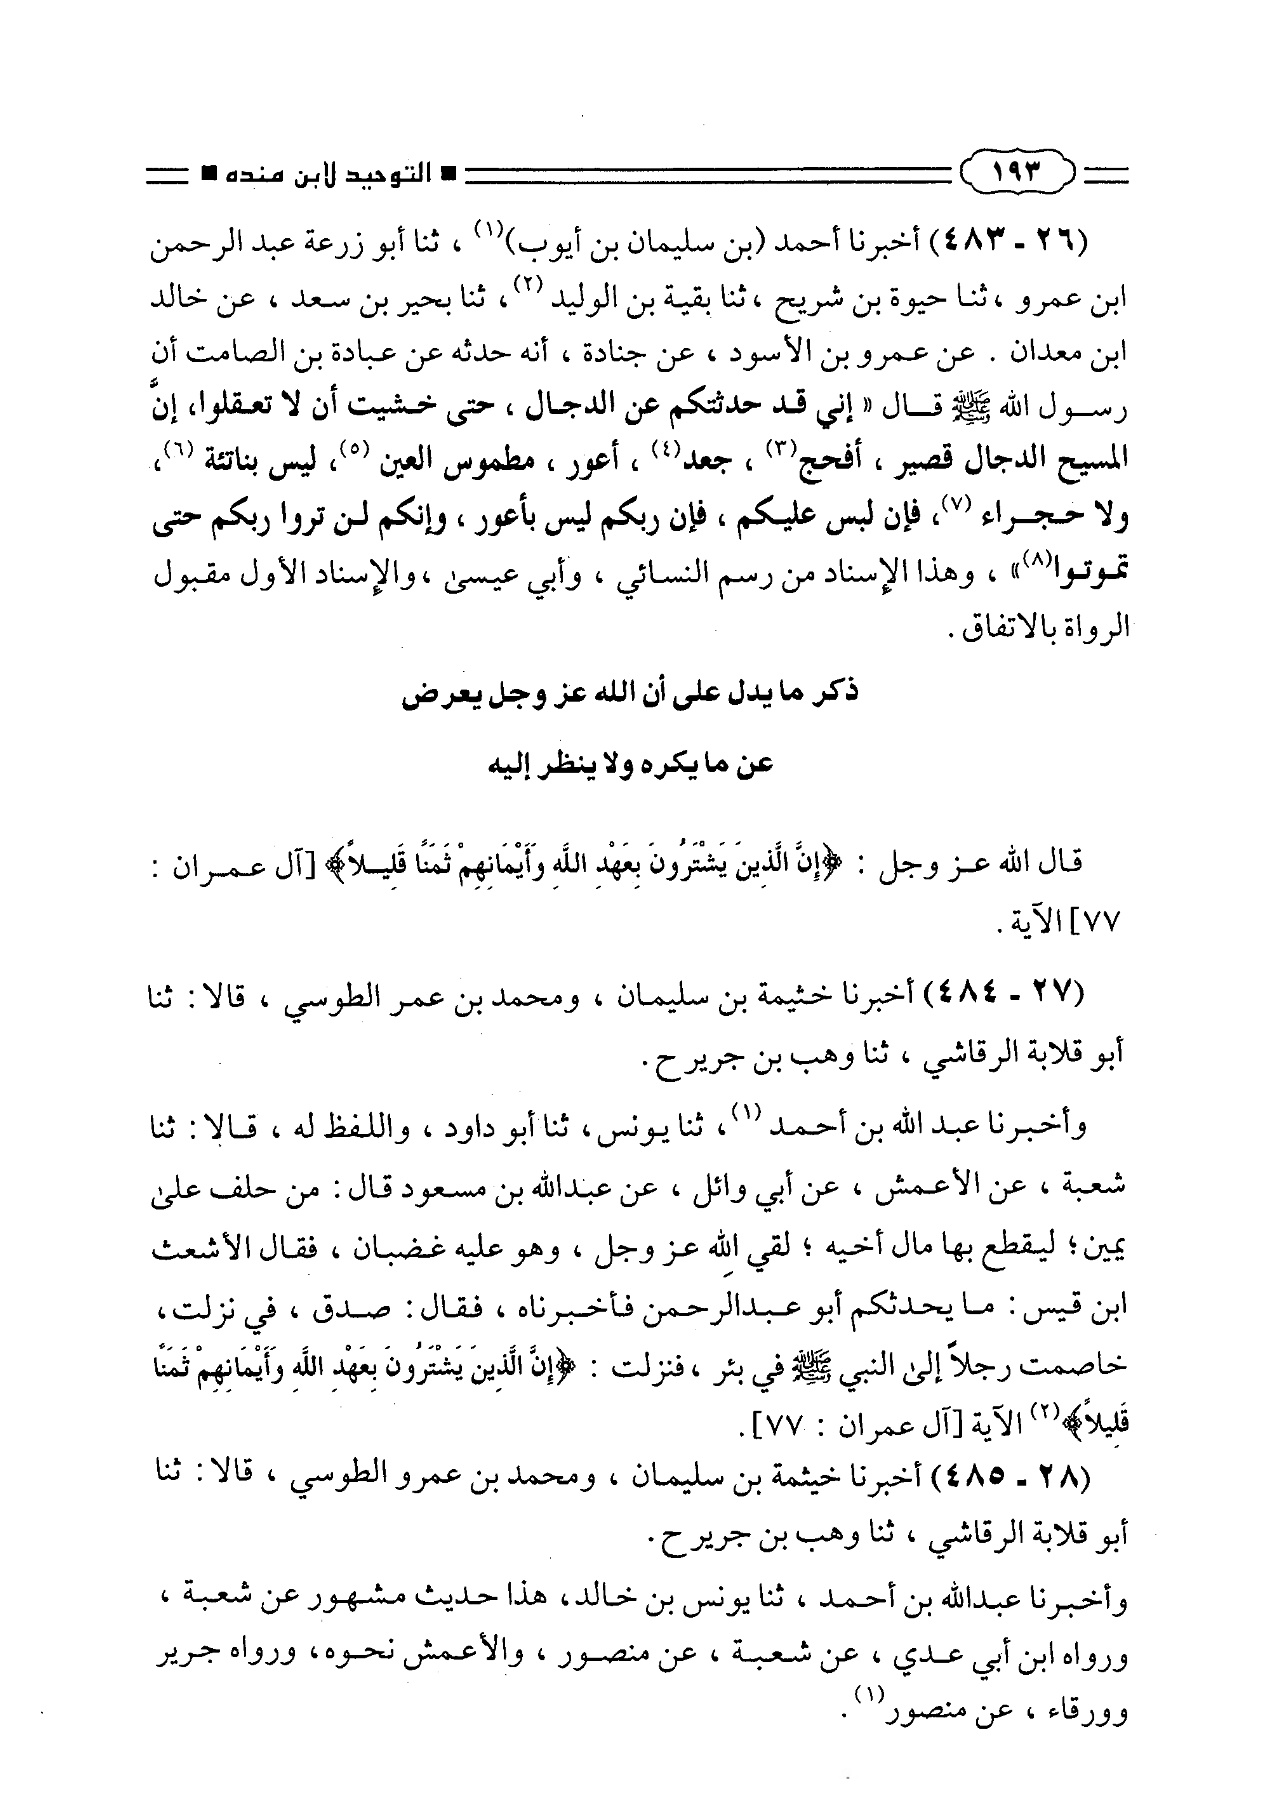 ١٩٣ ■ التوحيد لابن منده ■
(٢٦ - ٤٨٣) أخبرنا أحمد (بن سليمان بن أيوب)(١) ، ثنا أبو زرعة عبد الرحمن
ابن عمرو ، ثنا حيوة بن شريح ، ثنا بقية بن الوليد (٢)، ثنا بحير بن سعد ، عن خالد
ابن معدان . عن عمرو بن الأسود ، عن جنادة ، أنه حدثه عن عبادة بن الصامت أن
رسول الله ﷺ قال « إني قد حدثتكم عن الدجال ، حتى خشيت أن لا تعقلوا، إنَّ
المسيح الدجال قصير ، أفحج(٣) ، جعد(٤) ، أعور ، مطموس العين (٥)، ليس بناتئة (٦)،
ولا حجراء (٧)، فإن لبس عليكم ، فإن ربكم ليس بأعور ، وإنكم لن تروا ربكم حتى
تموتوا(٨)» ، وهذا الإسناد من رسم النسائي ، وأبي عيسى ، والإسناد الأول مقبول
الرواة بالاتفاق .
ذكر ما يدل على أن الله عز وجل يعرض
عن ما يكره ولا ينظر إليه
قال الله عز وجل : ﴿إِنَّ الَّذِينَ يَشْتَرُونَ بِعَهْدِ اللَّهِ وَأَيْمَانِهِمْ ثَمَنًا قَلِيلاً﴾ [آل عمران :
٧٧] الآية .
(٢٧ - ٤٨٤) أخبرنا خثيمة بن سليمان ، ومحمد بن عمر الطوسي ، قالا : ثنا
أبو قلابة الرقاشي ، ثنا وهب بن جرير ح .
وأخبرنا عبد الله بن أحمد (١)، ثنا يونس، ثنا أبو داود ، واللفظ له ، قالا : ثنا
شعبة ، عن الأعمش ، عن أبي وائل ، عن عبدالله بن مسعود قال : من حلف على
يمين ؛ ليقطع بها مال أخيه ؛ لقي الله عز وجل ، وهو عليه غضبان ، فقال الأشعث
ابن قيس : ما يحدثكم أبو عبدالرحمن فأخبرناه ، فقال : صدق ، في نزلت ،
خاصمت رجلاً إلى النبي ﷺ في بئر ، فنزلت : ﴿إِنَّ الَّذِينَ يَشْتَرُونَ بِعَهْدِ اللَّهِ وَأَيْمَانِهِمْ ثَمَنًا
قَلِيلاً﴾(٢) الآية [آل عمران : ٧٧] .
(٢٨ - ٤٨٥) أخبرنا خيثمة بن سليمان ، ومحمد بن عمرو الطوسي ، قالا : ثنا
أبو قلابة الرقاشي ، ثنا وهب بن جرير ح .
وأخبرنا عبدالله بن أحمد ، ثنا يونس بن خالد، هذا حديث مشهور عن شعبة ،
ورواه ابن أبي عدي ، عن شعبة ، عن منصور ، والأعمش نحوه، ورواه جرير
وورقاء ، عن منصور(١) .